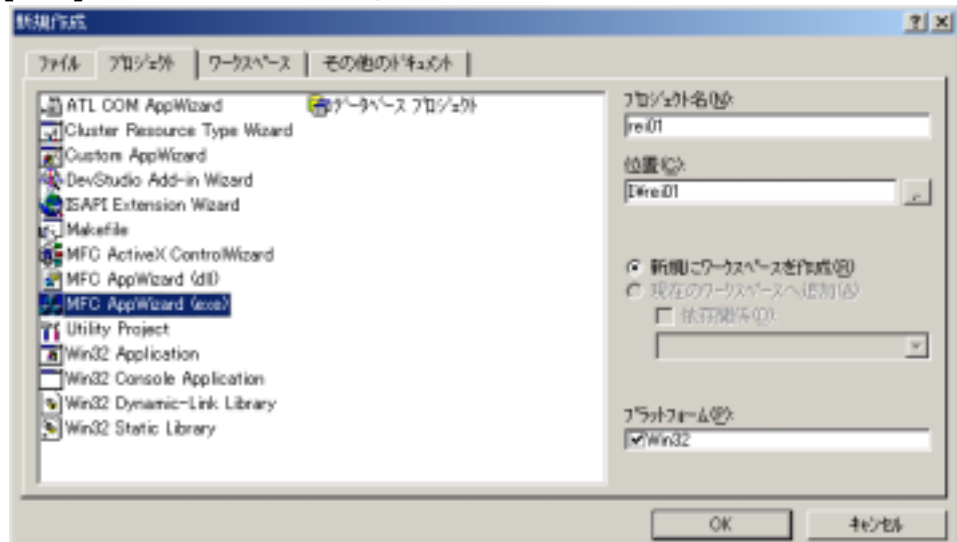 新規作成
ファイル プロジェクト ワークスペース その他のドキュメント
ATL COM AppWizard
データベース プロジェクト
Cluster Resource Type Wizard
Custom AppWizard
DevStudio Add-in Wizard
ISAPI Extension Wizard
Makefile
MFC ActiveX ControlWizard
MFC AppWizard (dll)
MFC AppWizard (exe)
Utility Project
Win32 Application
Win32 Console Application
Win32 Dynamic-Link Library
Win32 Static Library
プロジェクト名(N):
rei01
位置(C):
I:¥rei01
...
新規にワークスペースを作成(R)
現在のワークスペースへ追加(A)
依存関係(D):
プラットフォーム(P):
Win32
OK
キャンセル